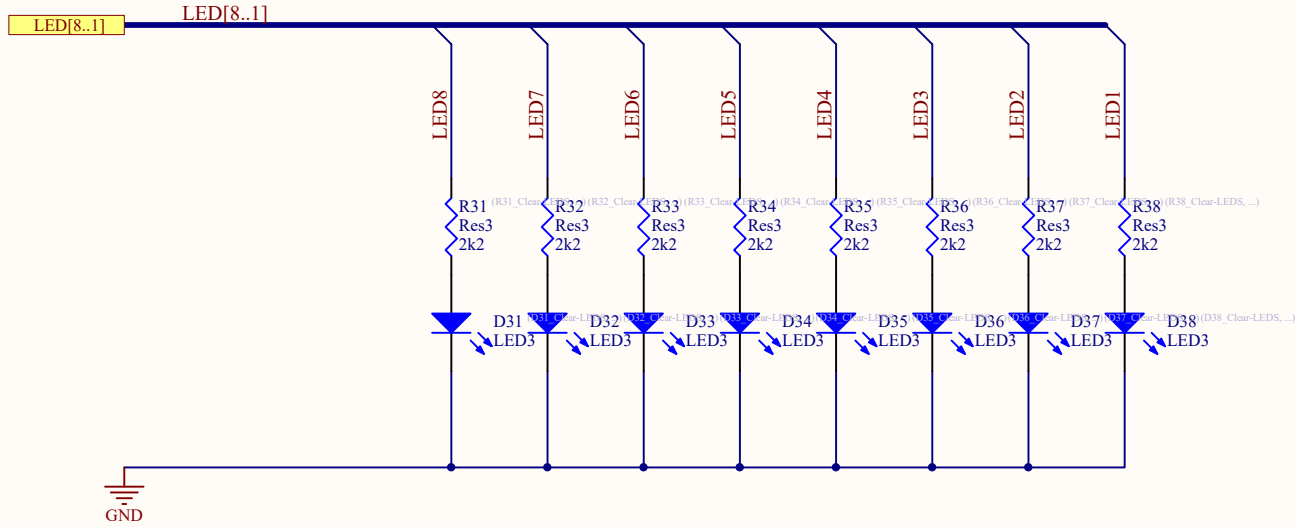 LED[8..1]
LED[8..1]
LED8
LED7
LED6
LED5
LED4
LED3
LED2
LED1
R31
Res3
2k2
R32
Res3
2k2
R33
Res3
2k2
R34
Res3
2k2
R35
Res3
2k2
R36
Res3
2k2
R37
Res3
2k2
R38
Res3
2k2
(R38_Clear-LEDS, ...)
D31
LED3
D32
LED3
D33
LED3
D34
LED3
D35
LED3
D36
LED3
D37
LED3
D38
LED3
(D38_Clear-LEDS, ...)
GND